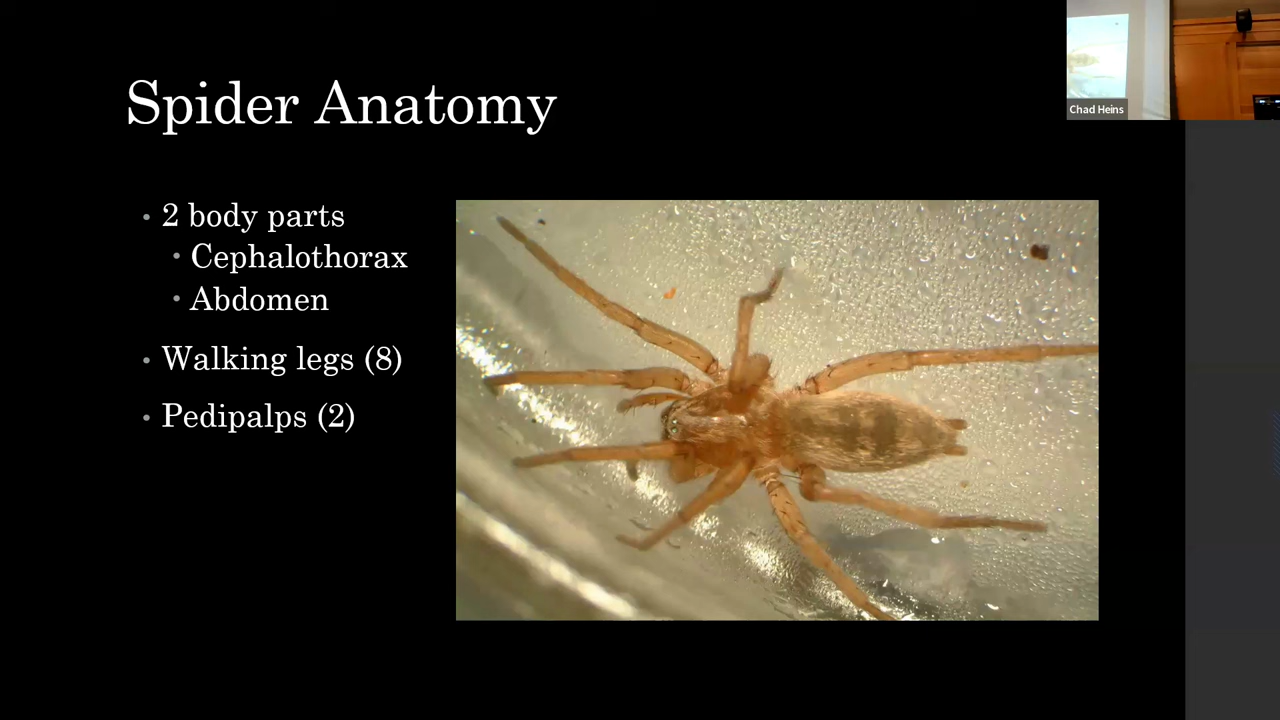 Spider Anatomy
Chad Heins
• 2 body parts
• Cephalothorax
• Abdomen
• Walking legs (8)
• Pedipalps (2)